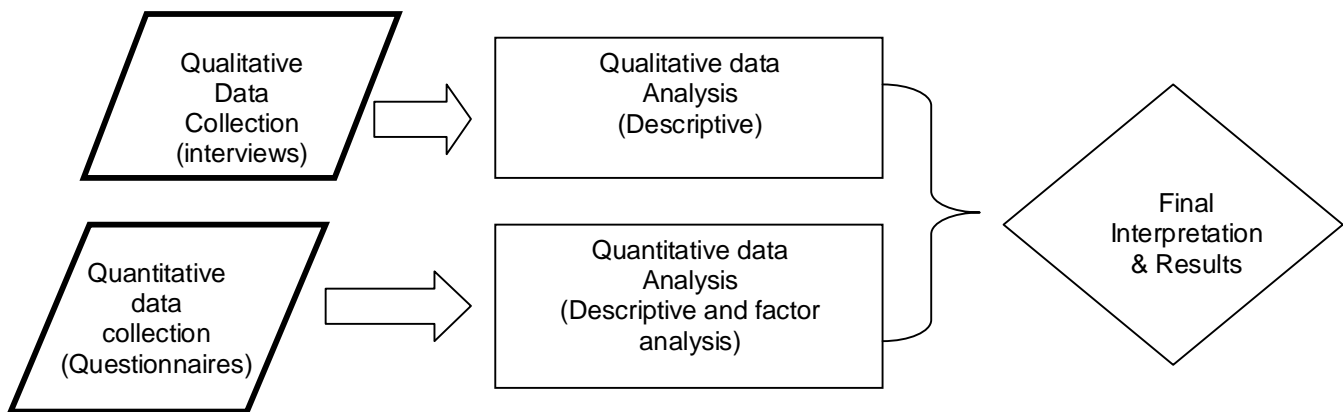 Qualitative
Data
Collection
(interviews)
Qualitative data
Analysis
(Descriptive)
Quantitative
data
collection
(Questionnaires)
Quantitative data
Analysis
(Descriptive and factor
analysis)
Final
Interpretation
& Results